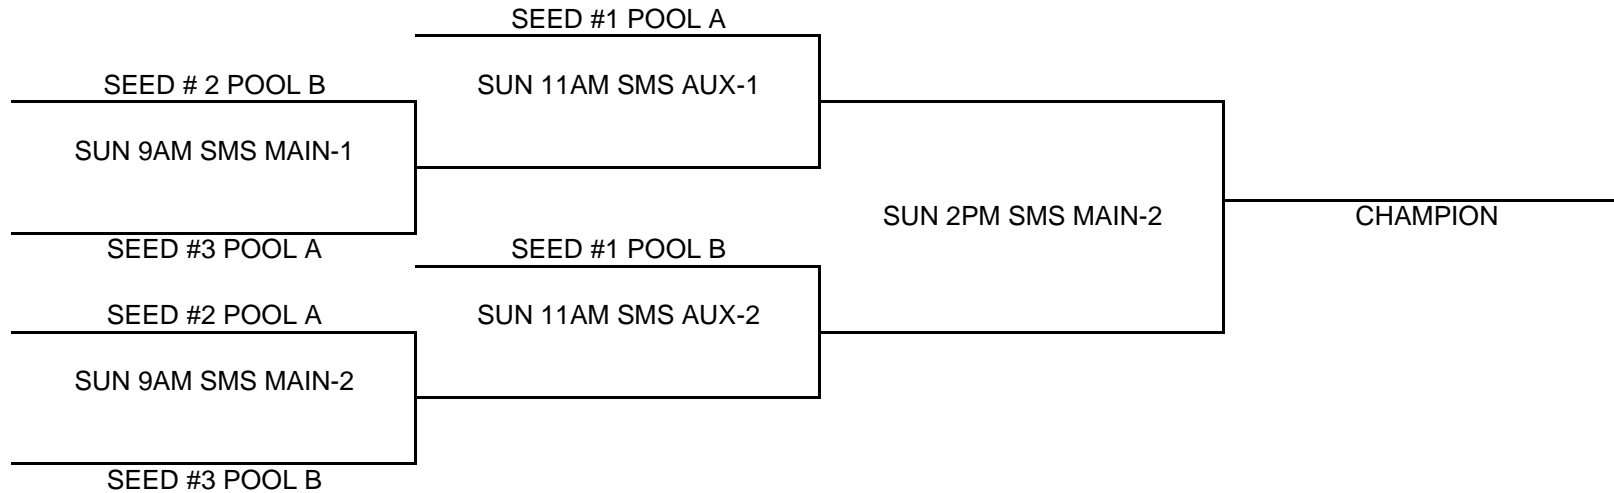 SEED #1 POOL A
SEED # 2 POOL B
SUN 11AM SMS AUX-1
SUN 9AM SMS MAIN-1
SUN 2PM SMS MAIN-2
CHAMPION
SEED #3 POOL A
SEED #1 POOL B
SEED #2 POOL A
SUN 11AM SMS AUX-2
SUN 9AM SMS MAIN-2
SEED #3 POOL B